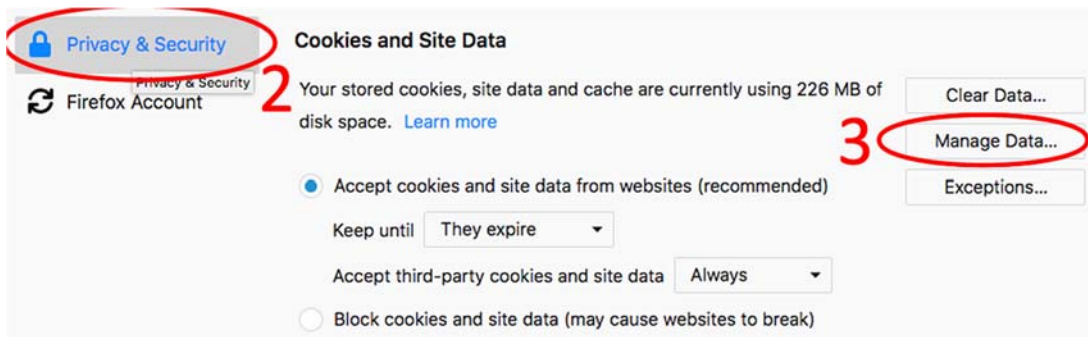 Privacy & Security
Privacy & Security
Firefox Account
2
Cookies and Site Data
Your stored cookies, site data and cache are currently using 226 MB of
disk space. Learn more
Clear Data...
3
Manage Data...
Exceptions...
Accept cookies and site data from websites (recommended)
Keep until They expire
Accept third-party cookies and site data Always
Block cookies and site data (may cause websites to break)